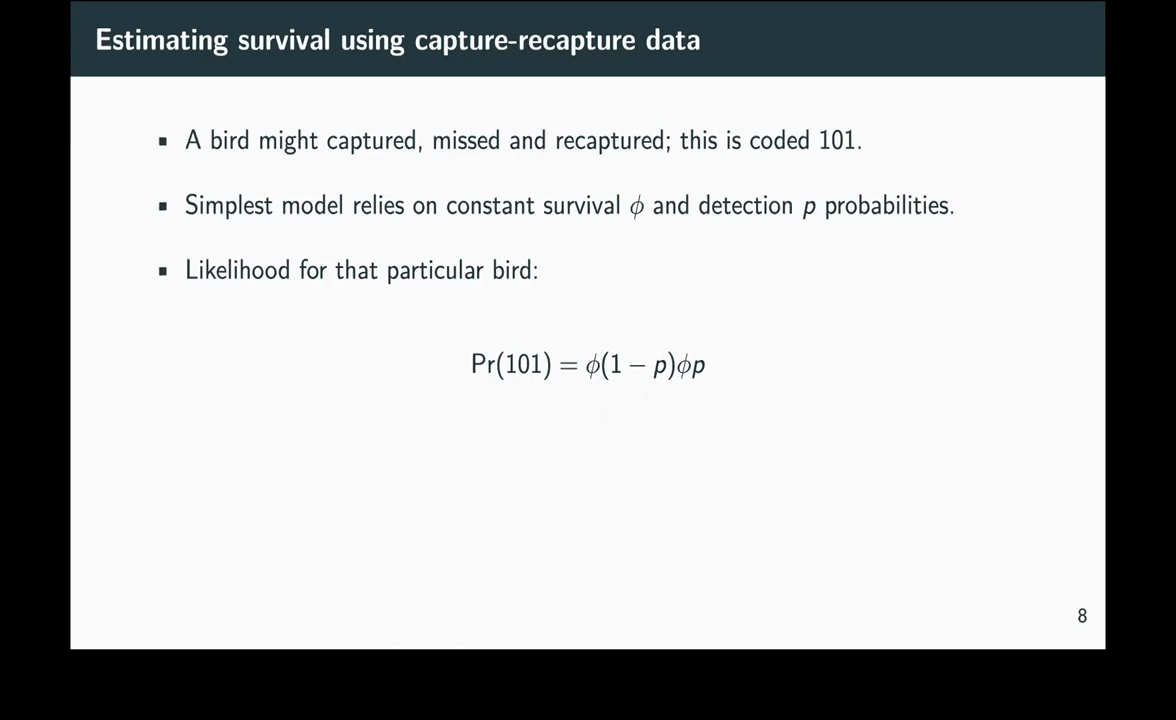 Estimating survival using capture-recapture data
▪ A bird might captured, missed and recaptured; this is coded 101.
▪ Simplest model relies on constant survival ϕ and detection p probabilities.
▪ Likelihood for that particular bird:
Pr(101) = ϕ(1 − p)ϕp
8